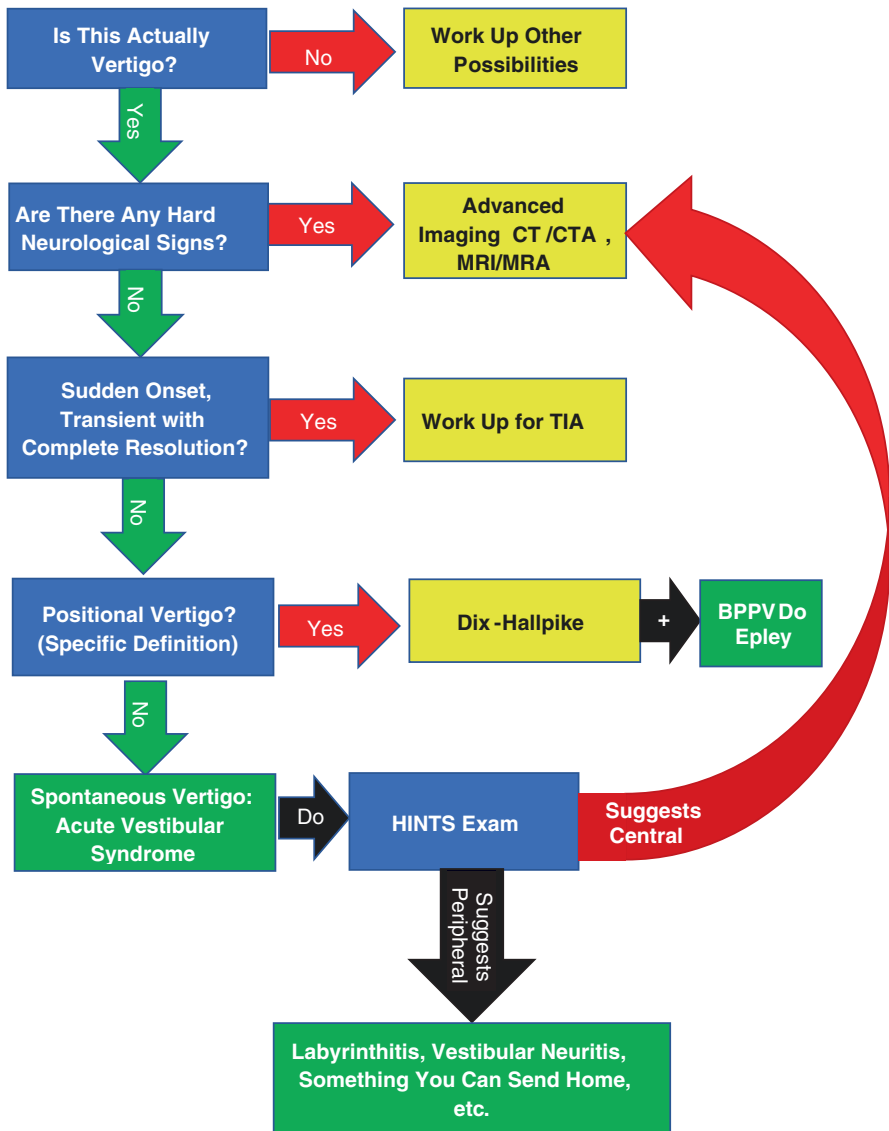 Is This Actually
Vertigo?
No
Work Up Other
Possibilities
Yes
Are There Any Hard
Neurological Signs?
Yes
Advanced
Imaging CT /CTA ,
MRI/MRA
No
Sudden Onset,
Transient with
Complete Resolution?
Yes
Work Up for TIA
No
Positional Vertigo?
(Specific Definition)
Yes
Dix -Hallpike
+
BPPV Do
Epley
No
Spontaneous Vertigo:
Acute Vestibular
Syndrome
Do
HINTS Exam
Suggests
Central
Suggests
Peripheral
Labyrinthitis, Vestibular Neuritis,
Something You Can Send Home,
etc.